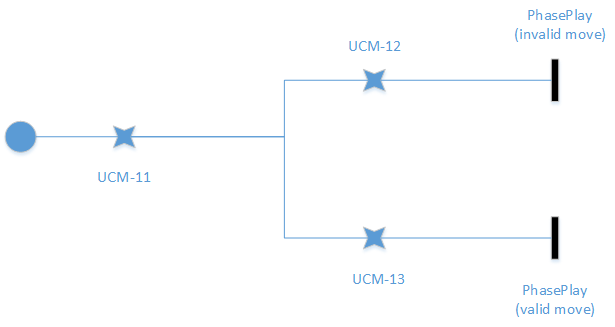 PhasePlay
(invalid move)
UCM-12
UCM-11
UCM-13
PhasePlay
(valid move)